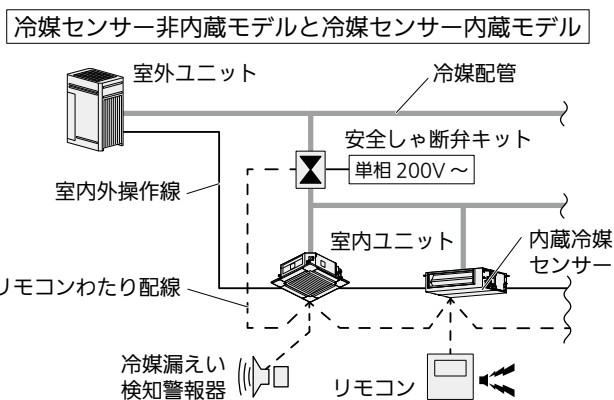 冷媒センサー非内蔵モデルと冷媒センサー内蔵モデル
室外ユニット
冷媒配管
安全しゃ断弁キット
単相 200V ～
室内外操作線
室内ユニット
内蔵冷媒
センサー
リモコンわたり配線
冷媒漏えい
検知警報器
リモコン